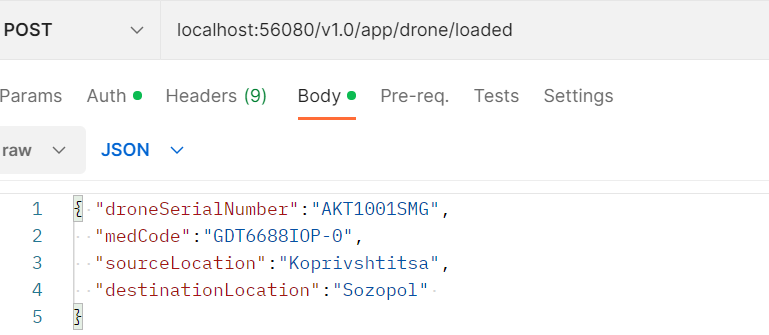 POST localhost:56080/v1.0/app/drone/loaded
Params Auth Headers (9) Body Pre-req. Tests Settings
raw JSON
1 { "droneSerialNumber":"AKT1001SMG",
2 "medCode":"GDT6688IOP-0",
3 "sourceLocation":"Koprivshtitsa",
4 "destinationLocation":"Sozopol"
5 }